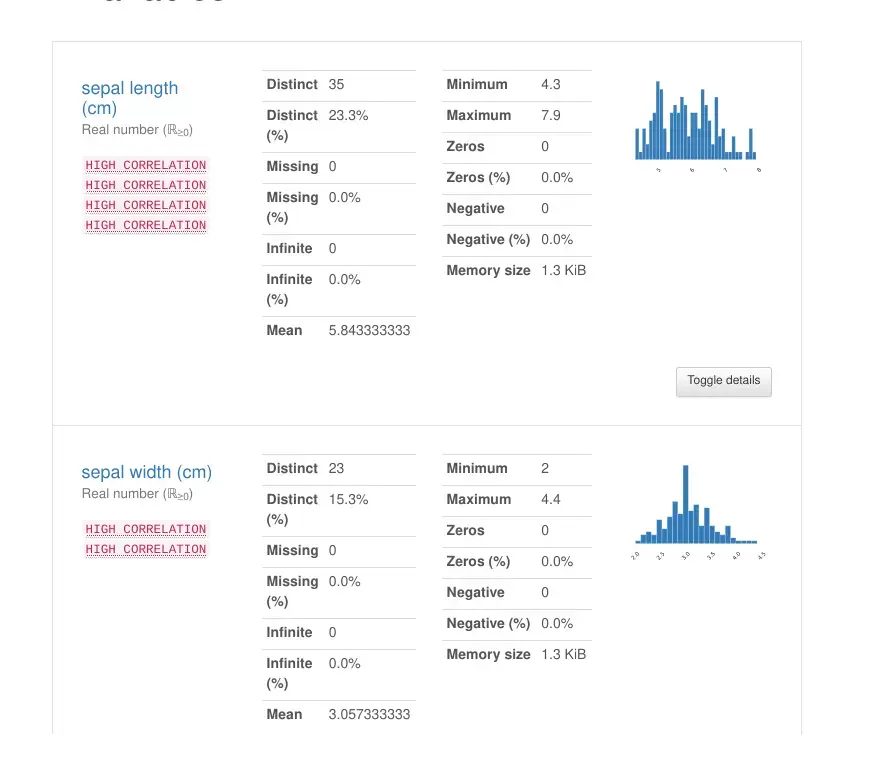 sepal length
(cm)
Real number (ℝ≥0)
HIGH CORRELATION
HIGH CORRELATION
HIGH CORRELATION
HIGH CORRELATION
Distinct 35
Distinct 23.3%
(%)
Missing 0
Missing 0.0%
(%)
Infinite 0
Infinite 0.0%
(%)
Mean 5.843333333
Minimum 4.3
Maximum 7.9
Zeros 0
Zeros (%) 0.0%
Negative 0
Negative (%) 0.0%
Memory size 1.3 KiB
5 6 7 8
Toggle details
sepal width (cm)
Real number (ℝ≥0)
HIGH CORRELATION
HIGH CORRELATION
Distinct 23
Distinct 15.3%
(%)
Missing 0
Missing 0.0%
(%)
Infinite 0
Infinite 0.0%
(%)
Mean 3.057333333
Minimum 2
Maximum 4.4
Zeros 0
Zeros (%) 0.0%
Negative 0
Negative (%) 0.0%
Memory size 1.3 KiB
2.0 2.5 3.0 3.5 4.0 4.5